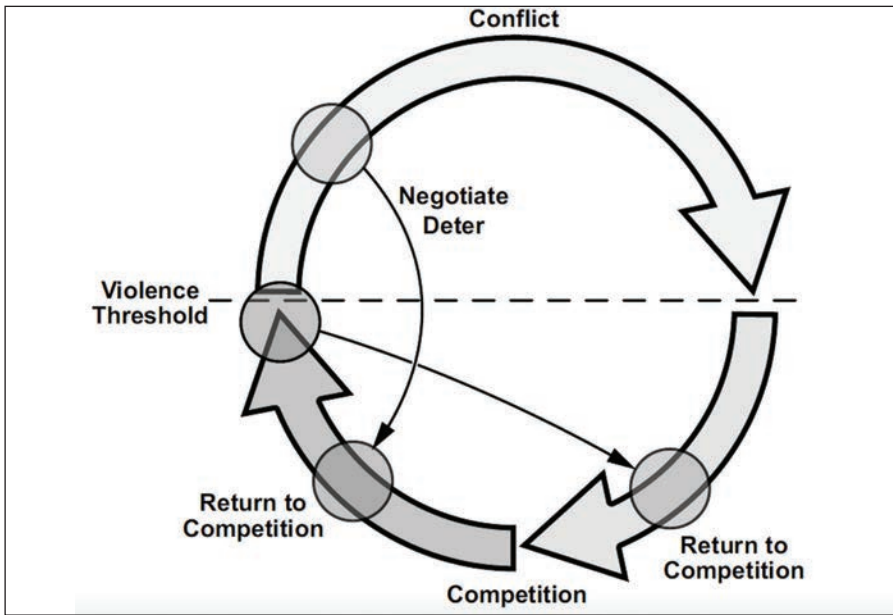 Conflict
Negotiate
Deter
Violence
Threshold
Return to
Competition
Return to
Competition
Competition